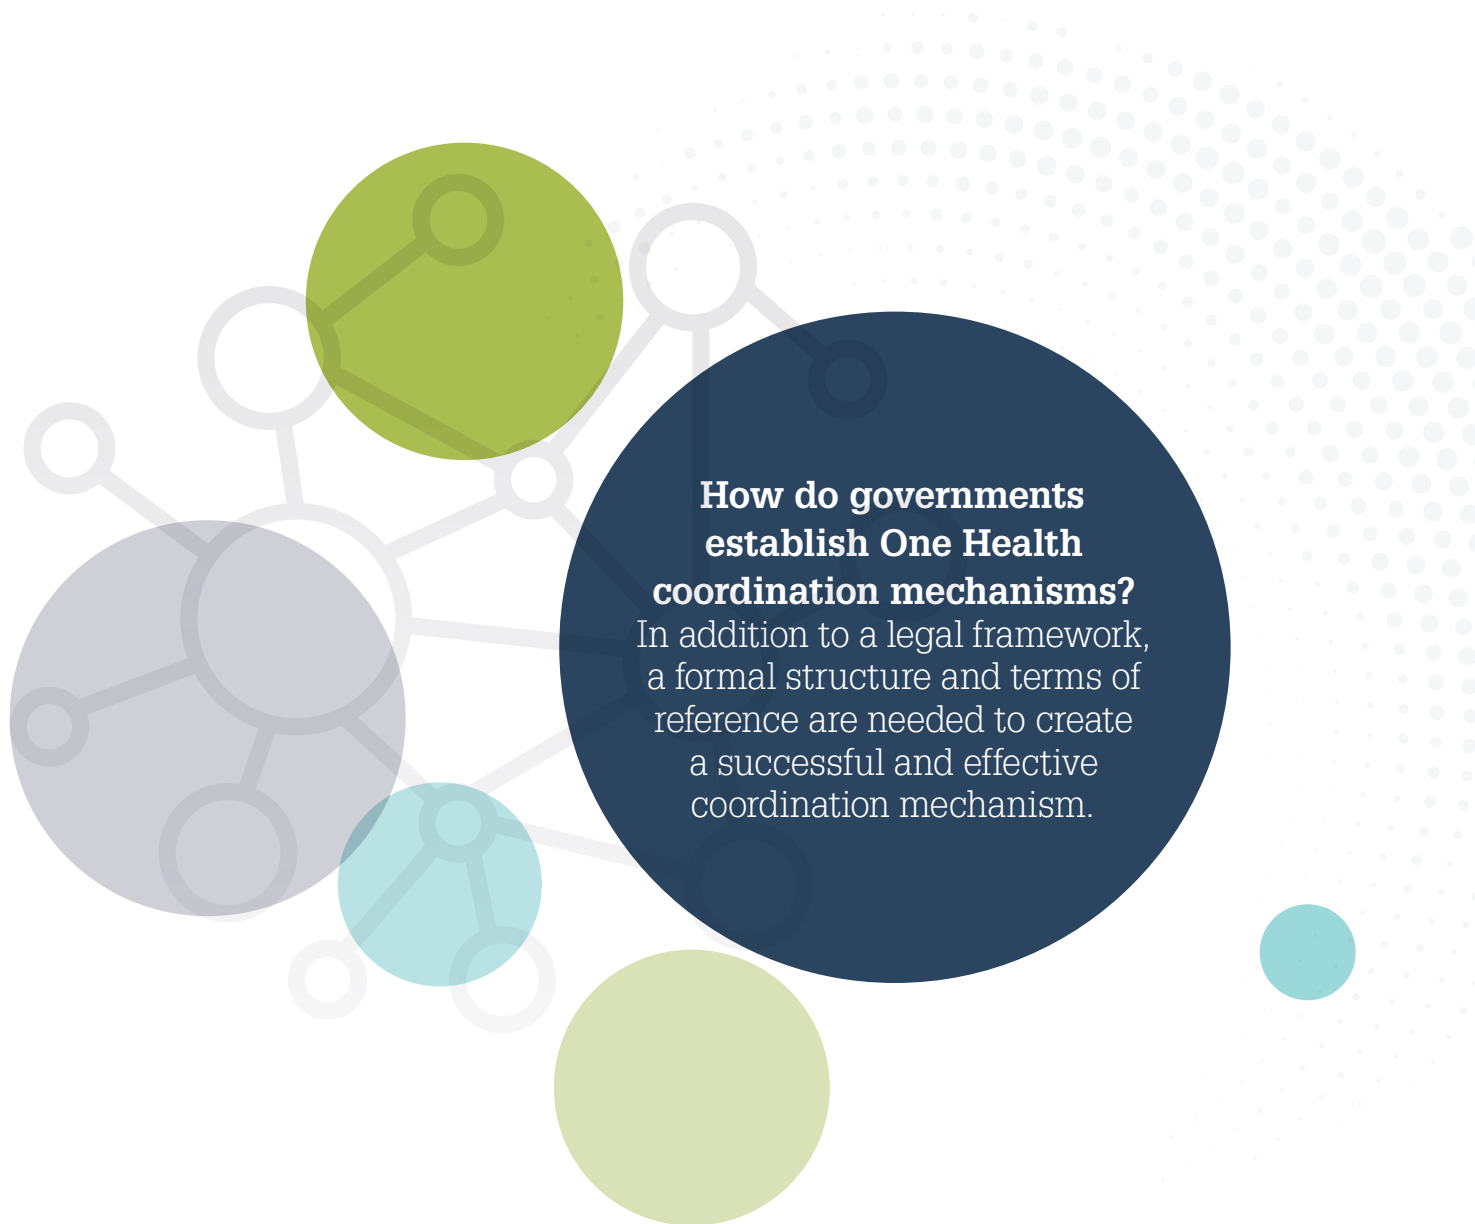 How do governments
establish One Health
coordination mechanisms?
In addition to a legal framework,
a formal structure and terms of
reference are needed to create
a successful and effective
coordination mechanism.